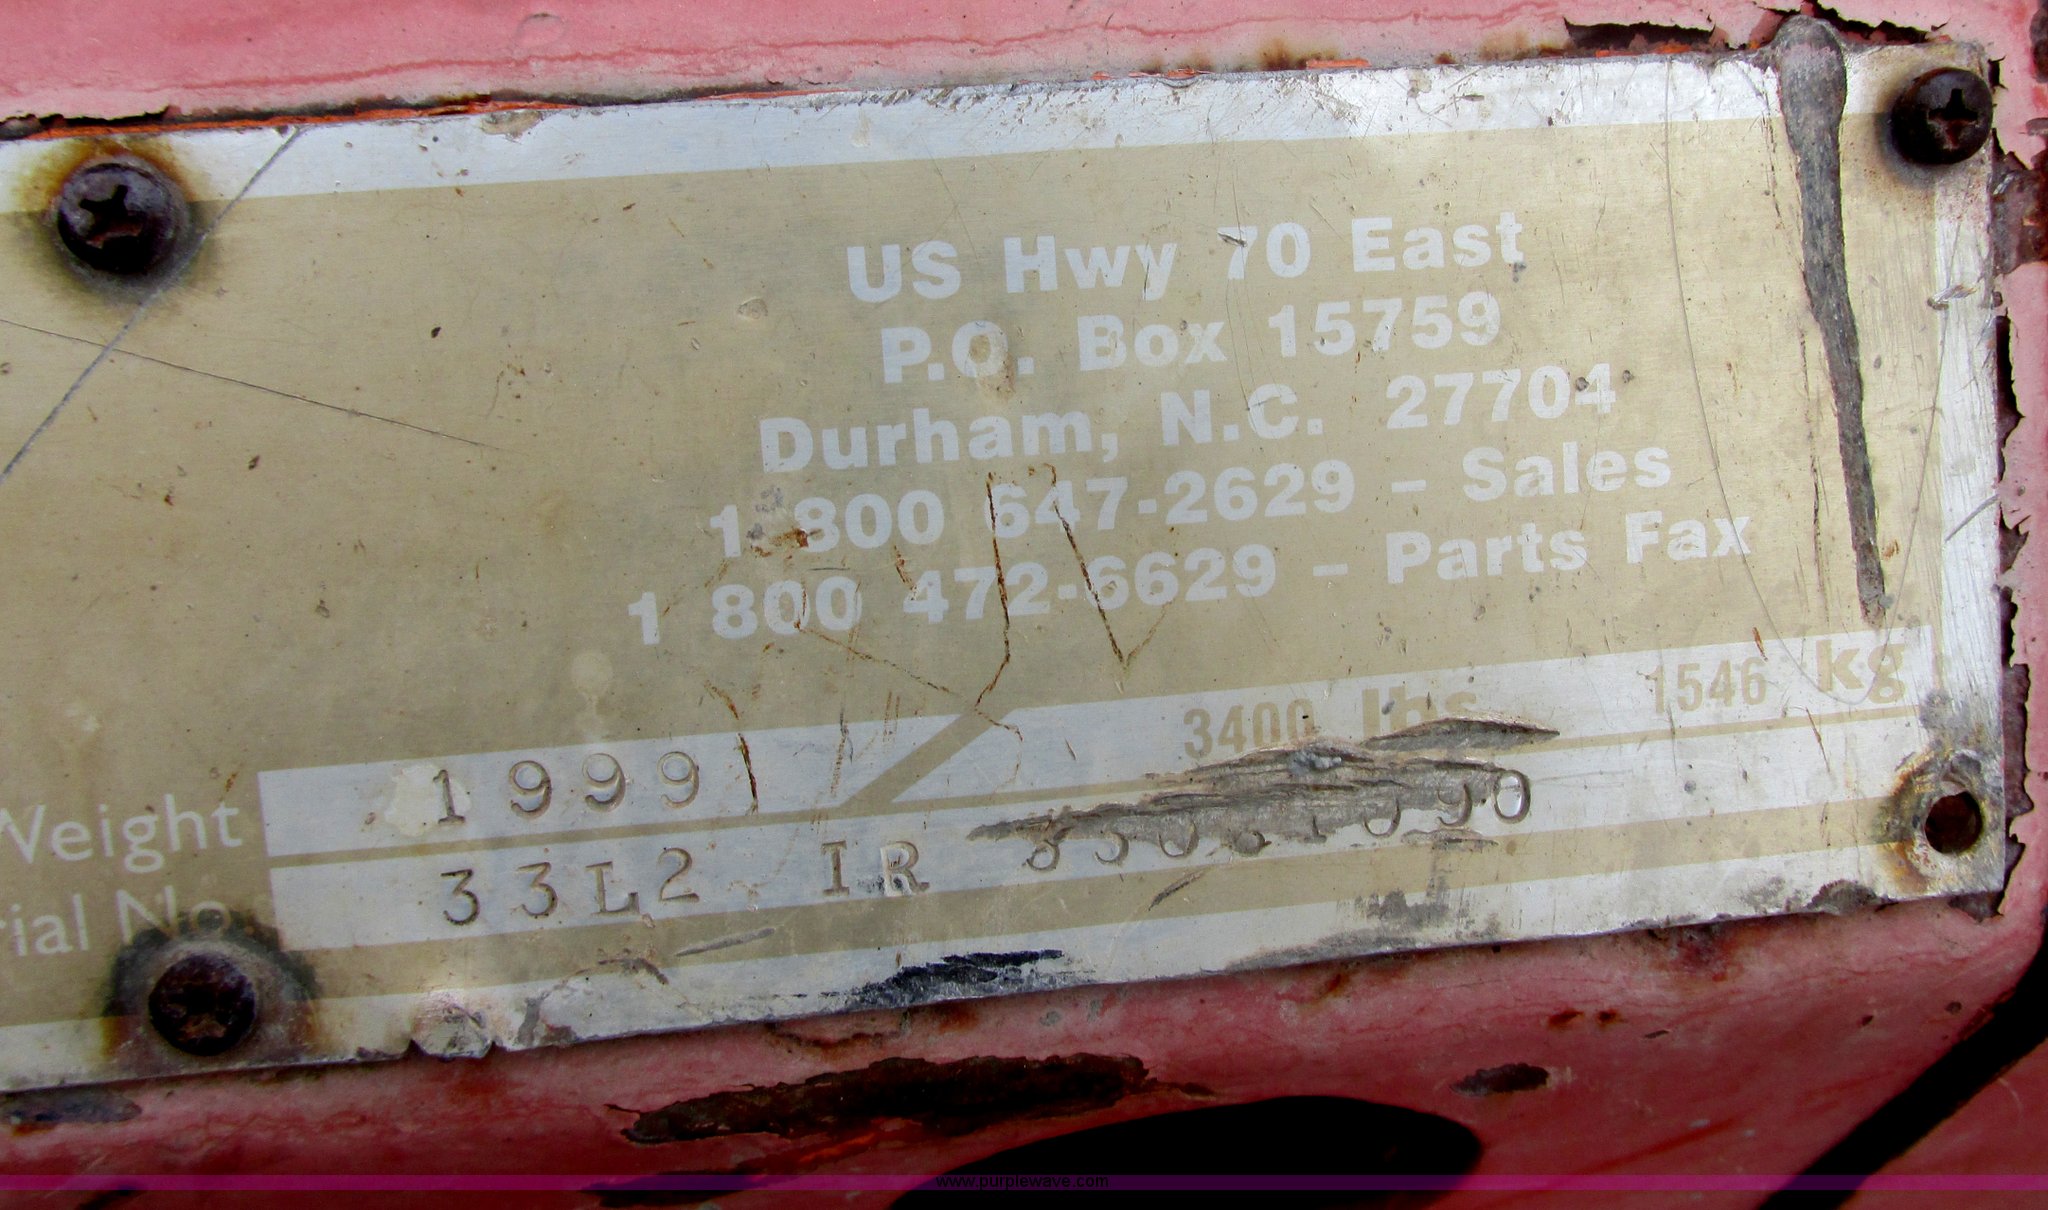 US Hwy 70 East
P.O. Box 15759
Durham, N.C. 27704
1 800 647-2629 – Sales
1 800 472-6629 – Parts Fax
Weight 1999 3400 lbs 1546 kg
No. 33L2 IR
www.purplewave.com